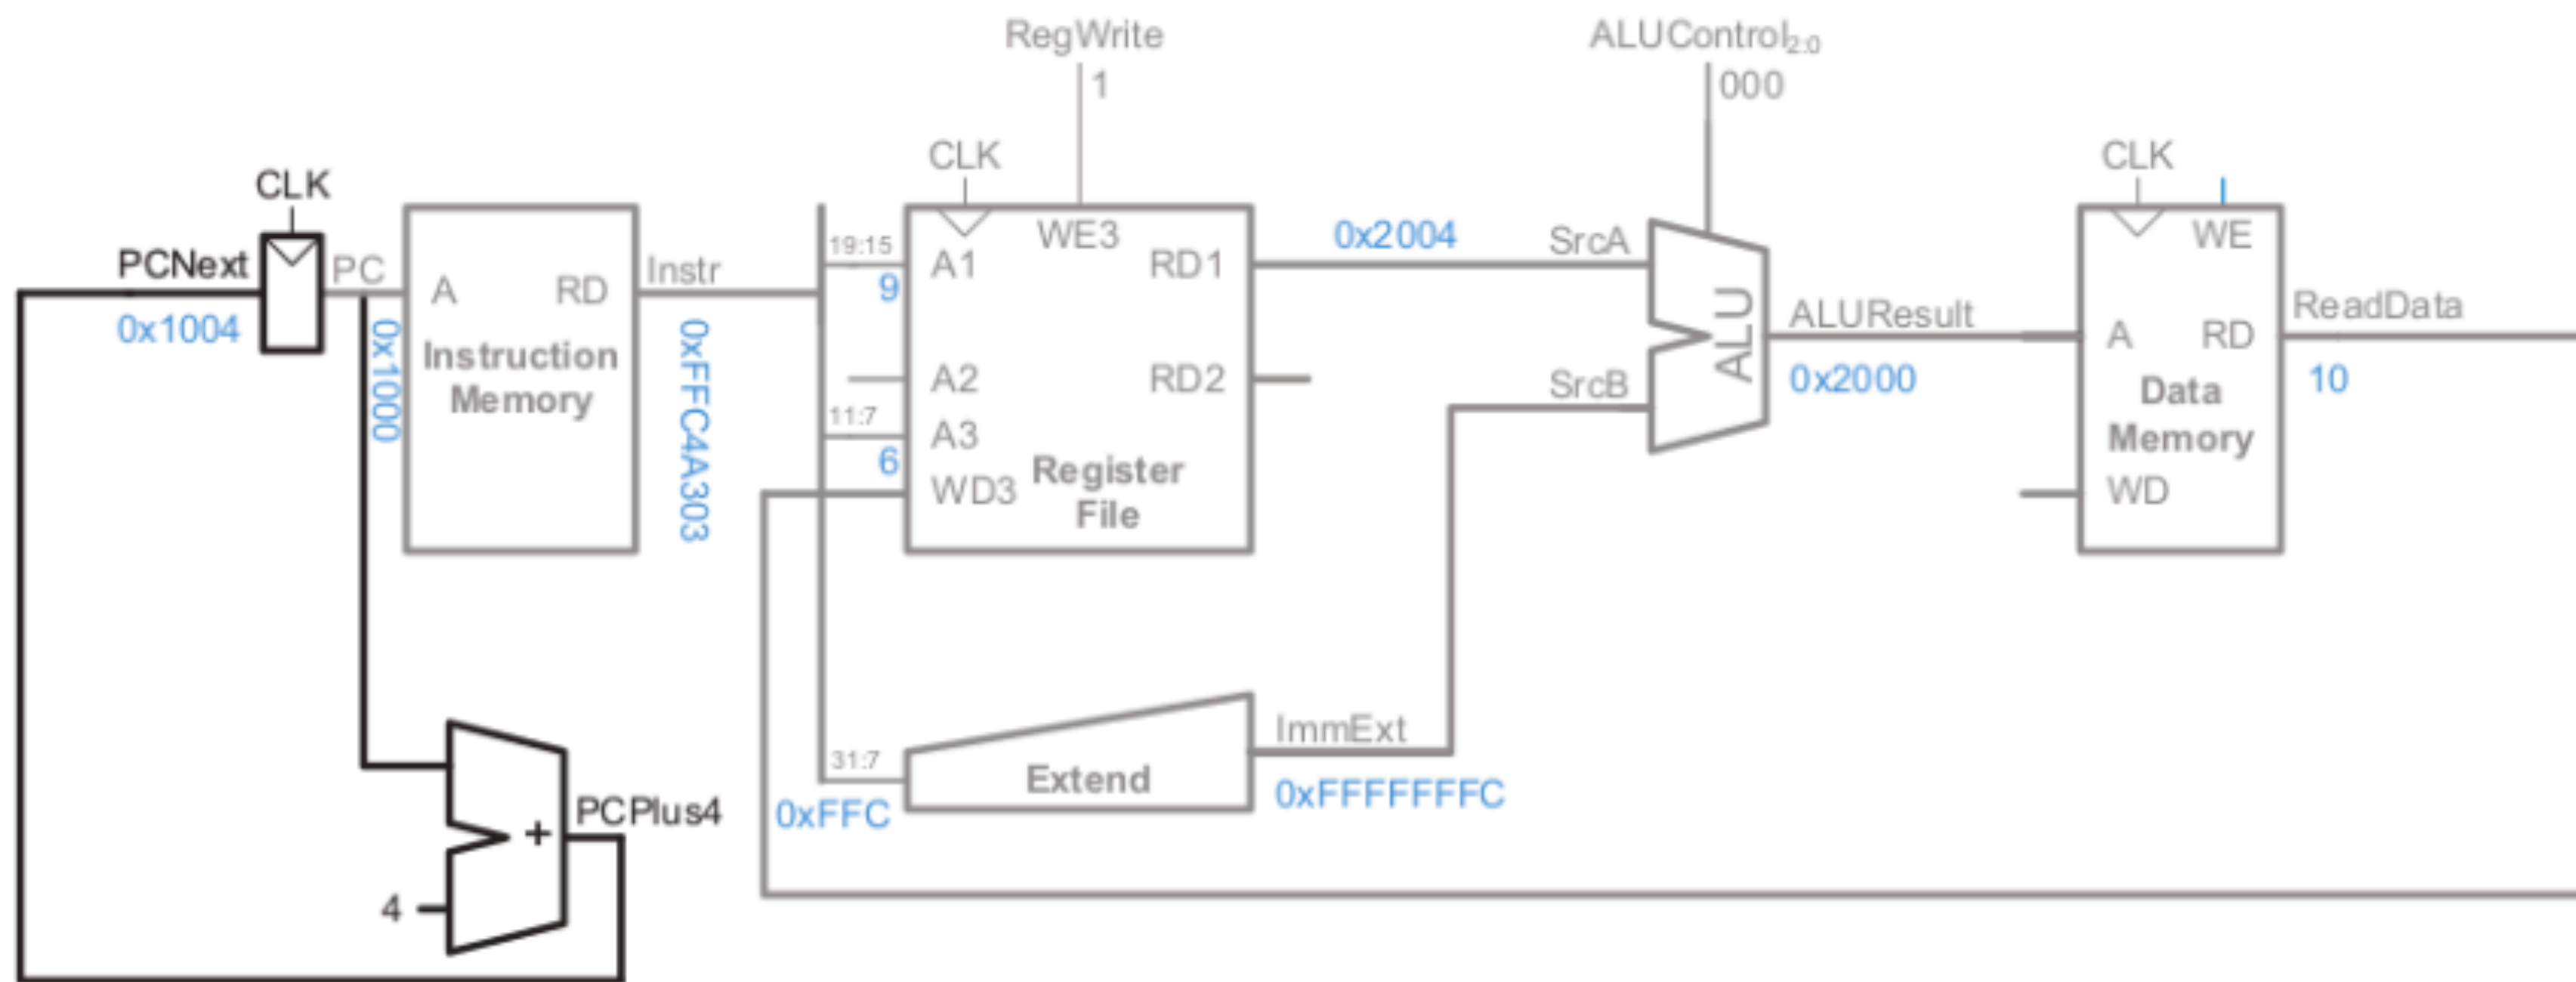 RegWrite
1
ALUControl2:0
000
CLK
PCNext
0x1004
PC
0x1000
A
RD
Instruction
Memory
Instr
0xFFC4A303
CLK
WE3
19:15
A1
9
RD1
0x2004
A2
RD2
11:7
A3
6
WD3
Register
File
SrcA
SrcB
ALU
ALUResult
0x2000
CLK
WE
A
RD
Data
Memory
WD
ReadData
10
31:7
0xFFC
Extend
ImmExt
0xFFFFFFFC
+
PCPlus4
4